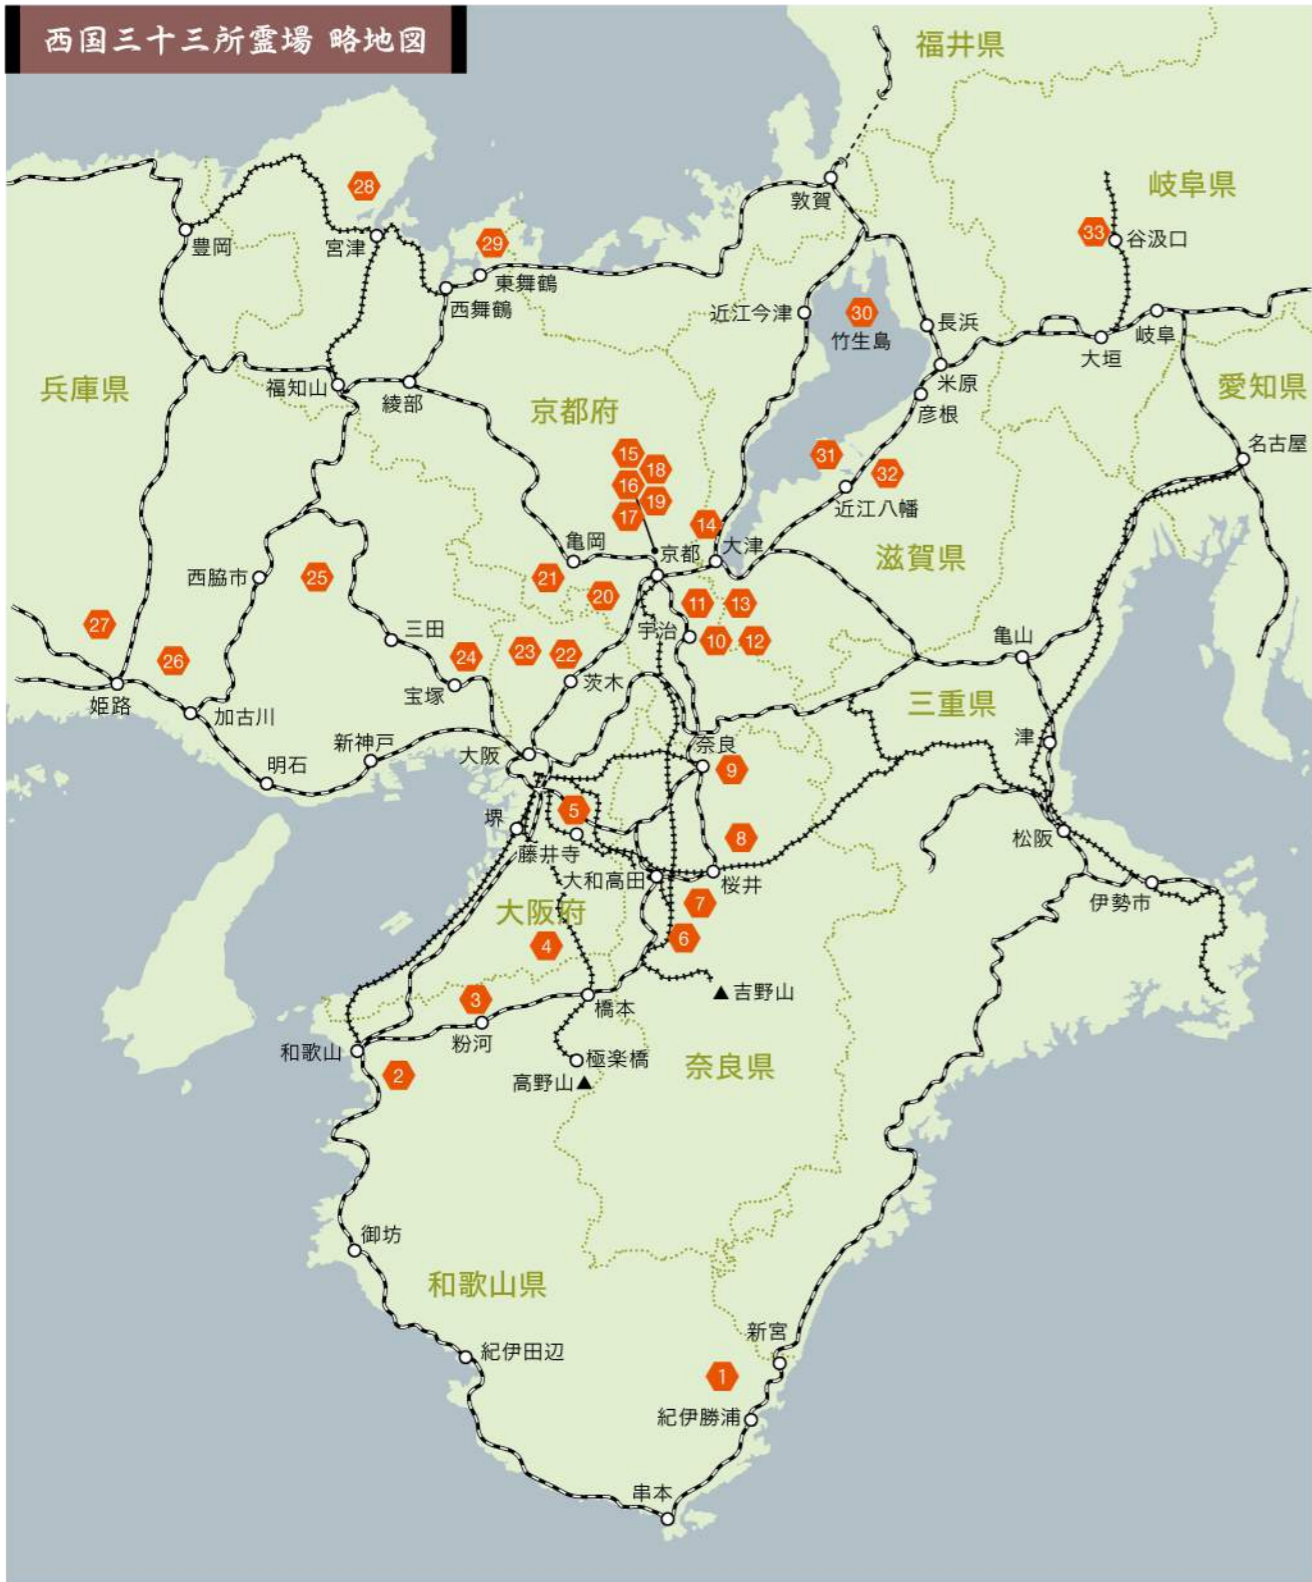 西国三十三所霊場 略地図
福井県
岐阜県
敦賀
28
33
谷汲口
豊岡
宮津
29
東舞鶴
西舞鶴
近江今津
30
竹生島
長浜
岐阜
大垣
兵庫県
福知山
綾部
京都府
米原
彦根
愛知県
名古屋
15
18
16
19
17
31
32
近江八幡
14
大津
京都
亀岡
滋賀県
西脇市
25
21
20
11
13
27
三田
宇治
10
12
亀山
26
24
23
22
姫路
宝塚
茨木
三重県
加古川
新神戸
大阪
奈良
津
明石
9
5
堺
藤井寺
8
松阪
大和高田
桜井
伊勢市
大阪府
7
4
6
3
吉野山
橋本
粉河
和歌山
極楽橋
奈良県
2
高野山
御坊
和歌山県
新宮
紀伊田辺
1
紀伊勝浦
串本